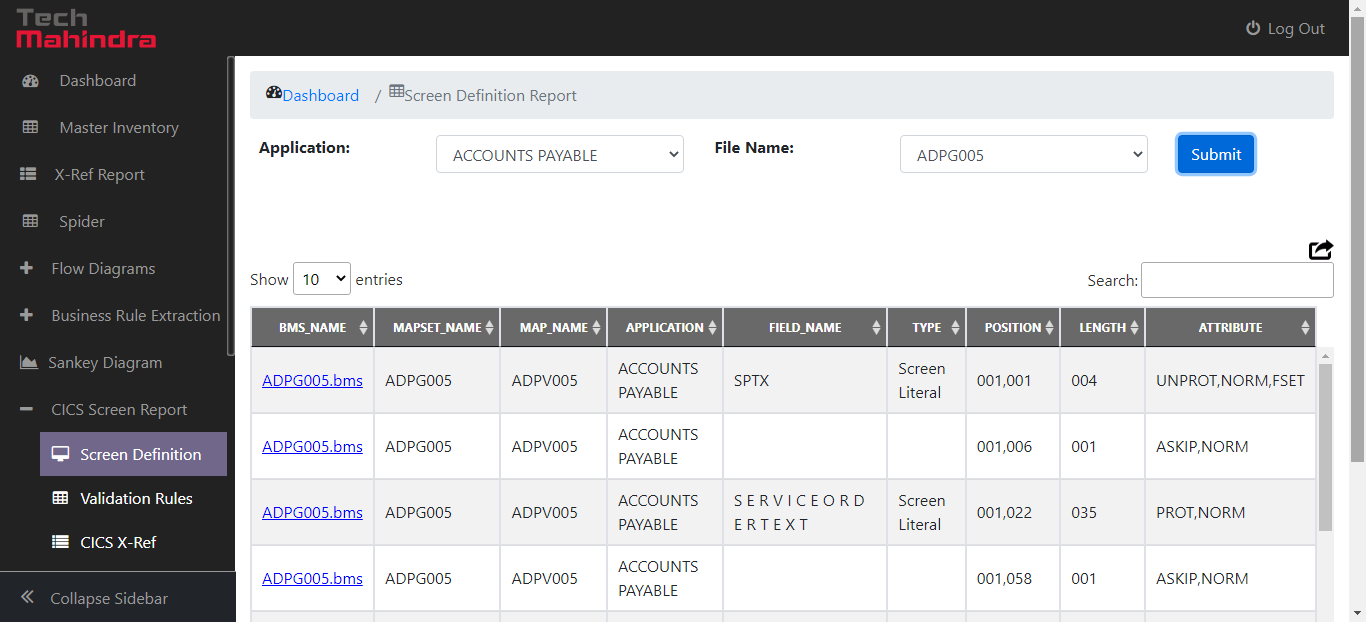 Tech
Mahindra
Log Out
Dashboard
Master Inventory
X-Ref Report
Spider
Flow Diagrams
Business Rule Extraction
Sankey Diagram
CICS Screen Report
Screen Definition
Validation Rules
CICS X-Ref
Collapse Sidebar
Dashboard / Screen Definition Report
Application: ACCOUNTS PAYABLE File Name: ADPG005 Submit
Show 10 entries Search:
BMS_NAME MAPSET_NAME MAP_NAME APPLICATION FIELD_NAME TYPE POSITION LENGTH ATTRIBUTE
ADPG005.bms ADPG005 ADPV005 ACCOUNTS PAYABLE SPTX Screen Literal 001,001 004 UNPROT,NORM,FSET
ADPG005.bms ADPG005 ADPV005 ACCOUNTS PAYABLE 001,006 001 ASKIP,NORM
ADPG005.bms ADPG005 ADPV005 ACCOUNTS PAYABLE S E R V I C E O R D E R T E X T Screen Literal 001,022 035 PROT,NORM
ADPG005.bms ADPG005 ADPV005 ACCOUNTS PAYABLE 001,058 001 ASKIP,NORM